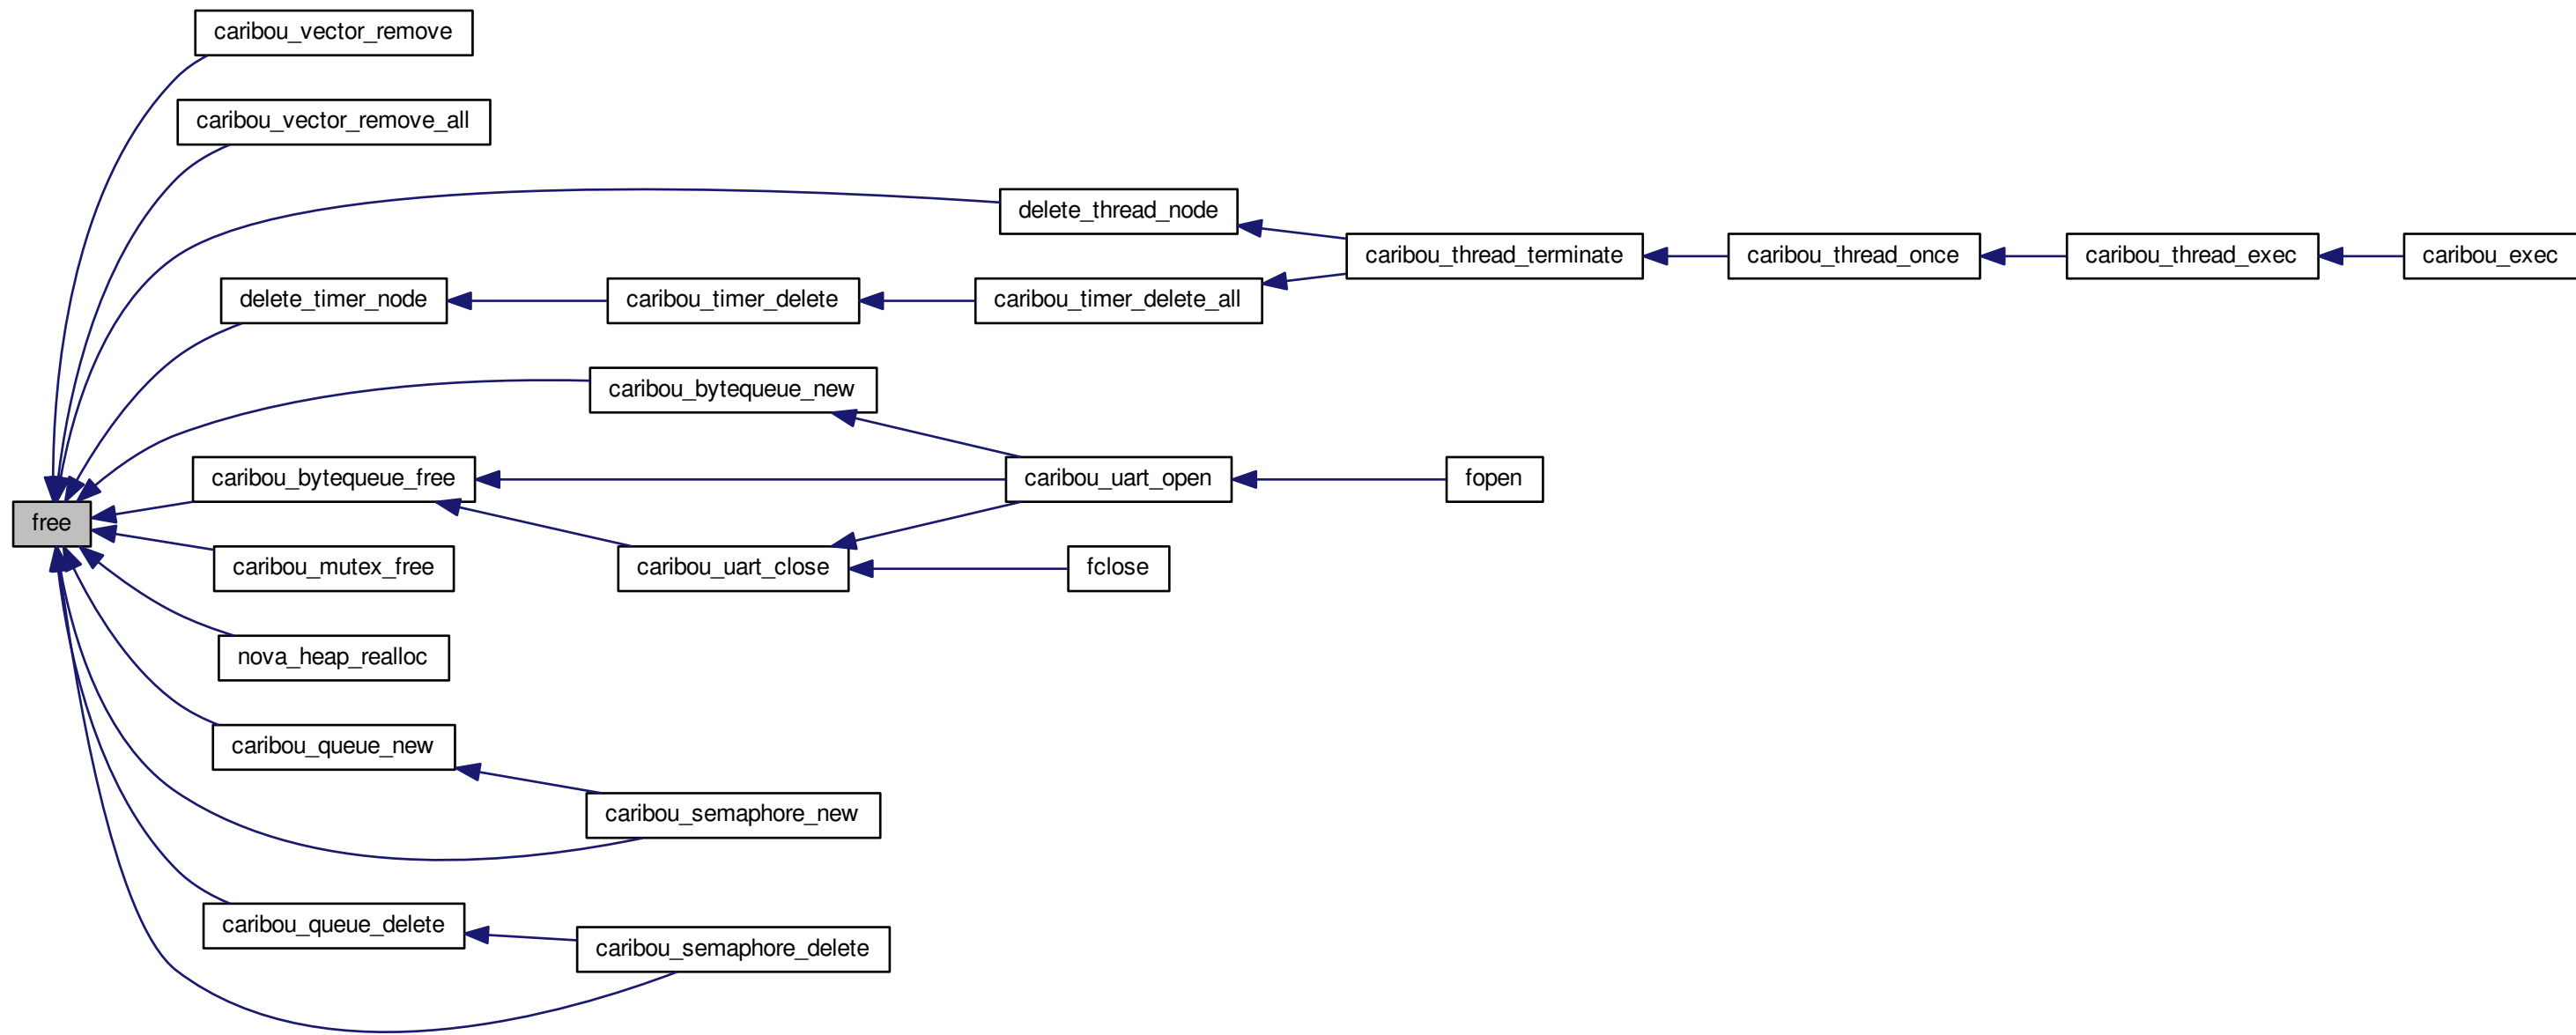 caribou_vector_remove
caribou_vector_remove_all
delete_thread_node
caribou_thread_terminate
caribou_thread_once
caribou_thread_exec
caribou_exec
delete_timer_node
caribou_timer_delete
caribou_timer_delete_all
caribou_bytequeue_new
caribou_bytequeue_free
caribou_uart_open
fopen
free
caribou_mutex_free
caribou_uart_close
fclose
nova_heap_realloc
caribou_queue_new
caribou_semaphore_new
caribou_queue_delete
caribou_semaphore_delete